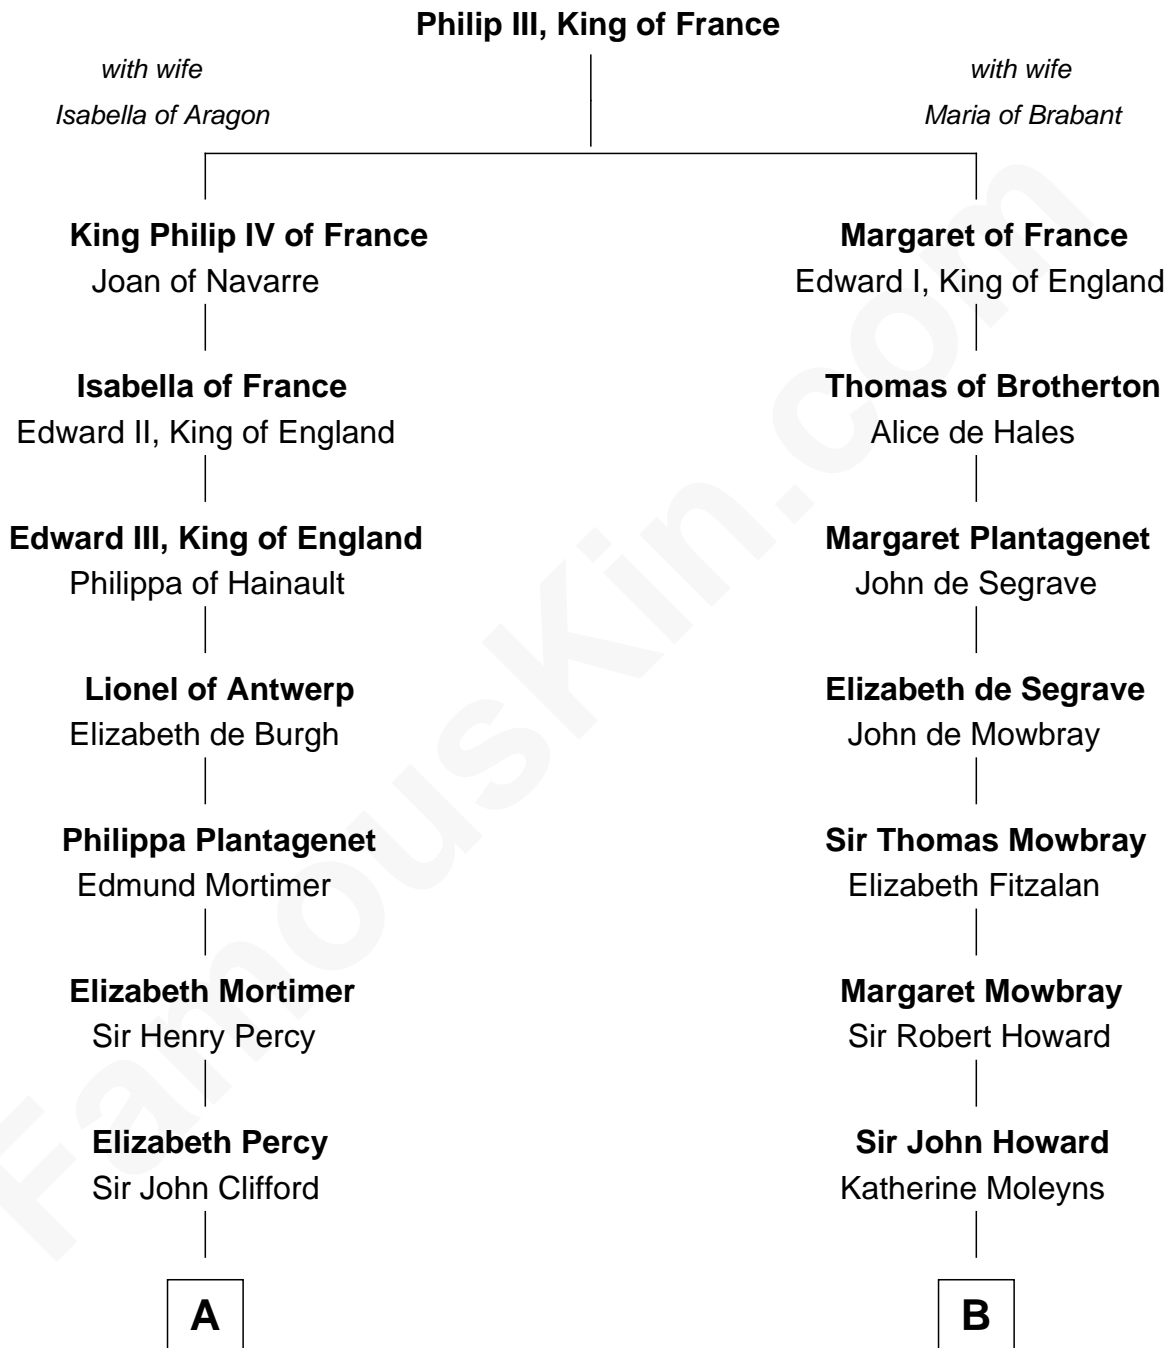 Philip III, King of France
with wife
Isabella of Aragon
with wife
Maria of Brabant
King Philip IV of France
Joan of Navarre
Margaret of France
Edward I, King of England
Isabella of France
Edward II, King of England
Thomas of Brotherton
Alice de Hales
Edward III, King of England
Philippa of Hainault
Margaret Plantagenet
John de Segrave
Lionel of Antwerp
Elizabeth de Burgh
Elizabeth de Segrave
John de Mowbray
Philippa Plantagenet
Edmund Mortimer
Sir Thomas Mowbray
Elizabeth Fitzalan
Elizabeth Mortimer
Sir Henry Percy
Margaret Mowbray
Sir Robert Howard
Elizabeth Percy
Sir John Clifford
Sir John Howard
Katherine Moleyns
A
B
FamousKin.com